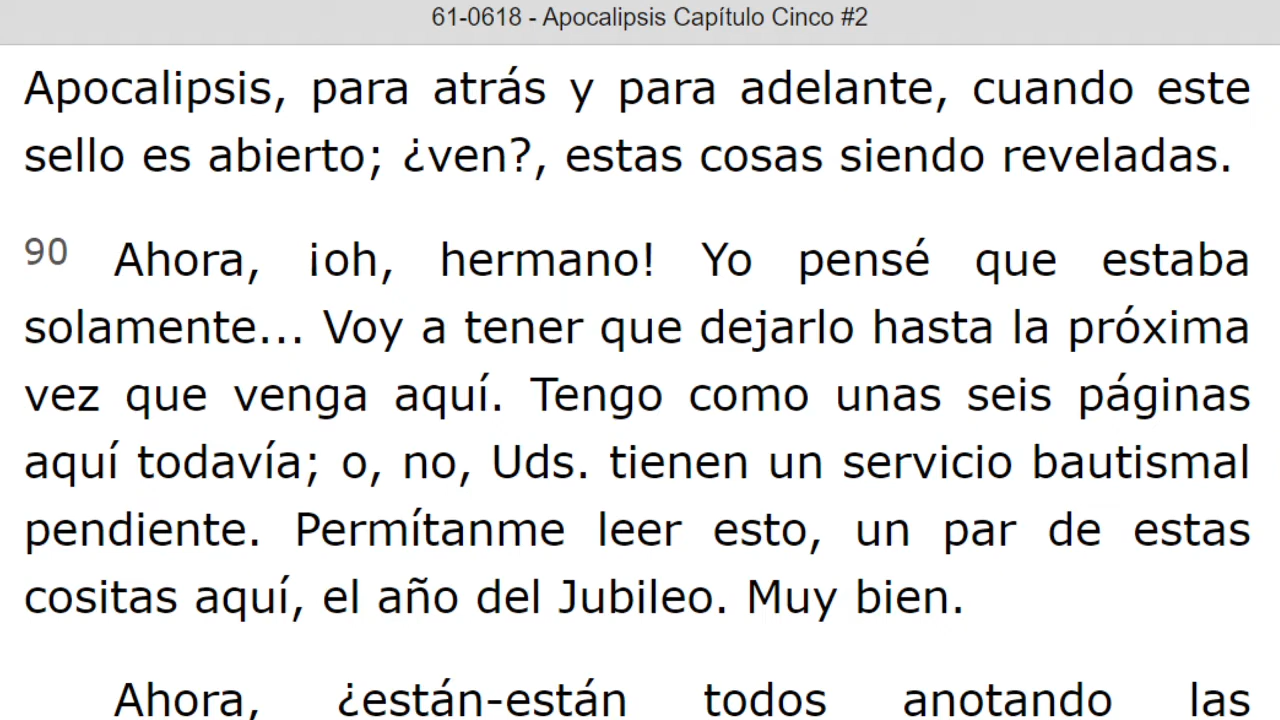 61-0618 - Apocalipsis Capítulo Cinco #2
Apocalipsis, para atrás y para adelante, cuando este
sello es abierto; ¿ven?, estas cosas siendo reveladas.
90 Ahora, ¡oh, hermano! Yo pensé que estaba
solamente... Voy a tener que dejarlo hasta la próxima
vez que venga aquí. Tengo como unas seis páginas
aquí todavía; o, no, Uds. tienen un servicio bautismal
pendiente. Permítanme leer esto, un par de estas
cositas aquí, el año del Jubileo. Muy bien.
Ahora, ¿están-están todos anotando las